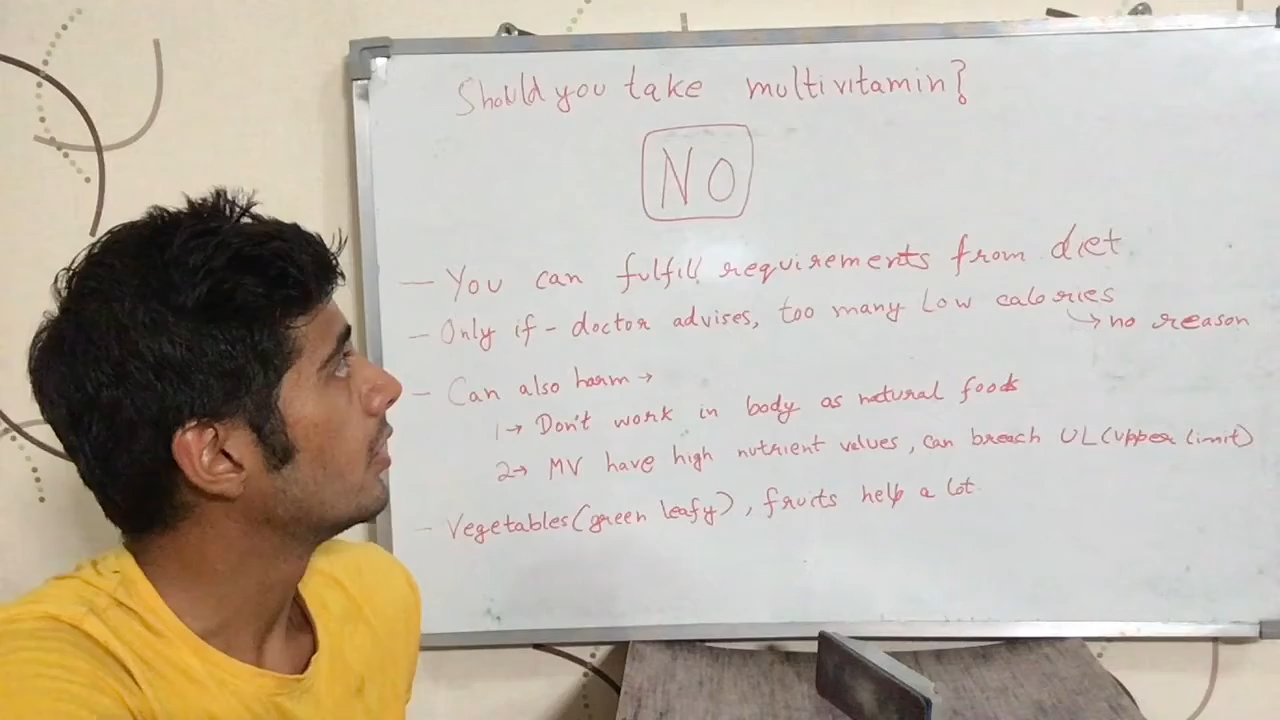 Should you take multivitamin?
NO
— You can fulfill requirements from diet
— Only if - doctor advises, too many Low calories
↳ no reason
— Can also harm →
1→ Don't work in body as natural foods
2→ MV have high nutrient values, can breach UL (Upper Limit)
— Vegetables (green leafy), fruits help a lot.